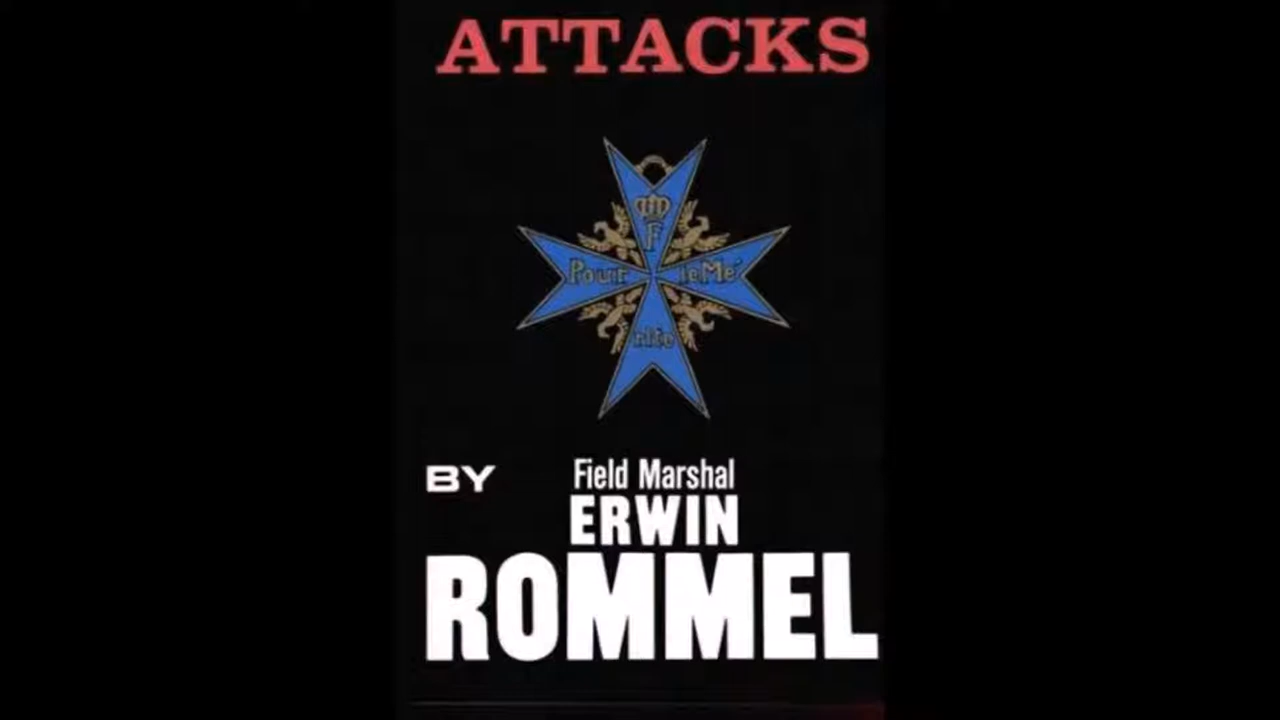 ATTACKS
F
Pour le Mé
rite
BY Field Marshal
ERWIN
ROMMEL